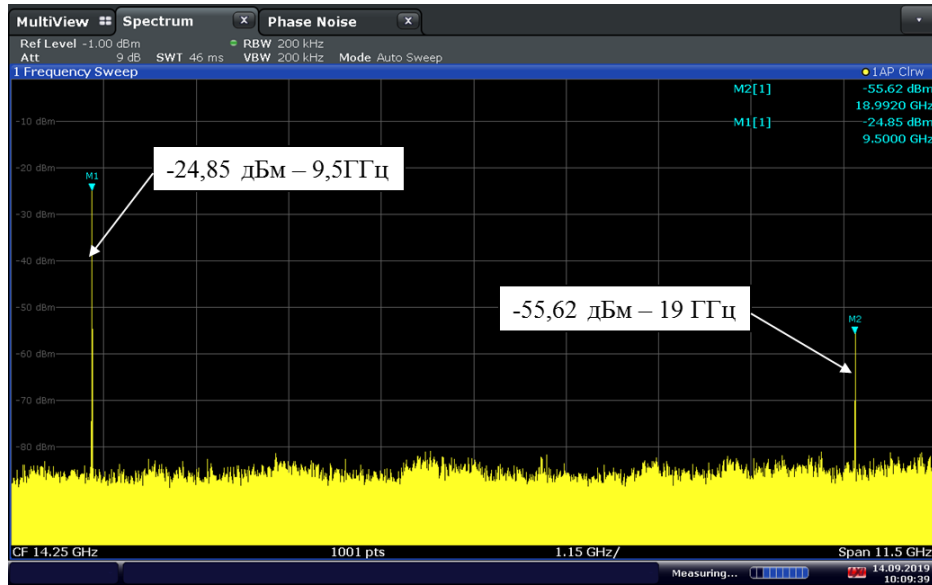 MultiView Spectrum X Phase Noise X
Ref Level -1.00 dBm RBW 200 kHz
Att 9 dB SWT 46 ms VBW 200 kHz Mode Auto Sweep
1 Frequency Sweep 1AP Clrw
M2[1] -55.62 dBm
18.9920 GHz
-10 dBm M1[1] -24.85 dBm
9.5000 GHz
-20 dBm
M1
-24,85 дБм – 9,5ГГц
-30 dBm
-40 dBm
-50 dBm
-55,62 дБм – 19 ГГц
M2
-60 dBm
-70 dBm
-80 dBm
CF 14.25 GHz 1001 pts 1.15 GHz/ Span 11.5 GHz
Measuring... 14.09.2019
10:09:39